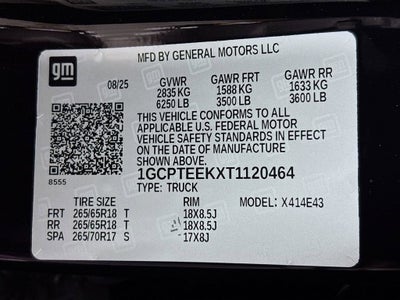 gm
MFD BY GENERAL MOTORS LLC
08/25 GVWR GAWR FRT GAWR RR
2835 KG 1588 KG 1633 KG
6250 LB 3500 LB 3600 LB
THIS VEHICLE CONFORMS TO ALL
APPLICABLE U.S. FEDERAL MOTOR
VEHICLE SAFETY STANDARDS IN EFFECT
ON THE DATE OF MANUFACTURE
SHOWN ABOVE.
8555 1GCPTEEKXT1120464
TYPE: TRUCK
TIRE SIZE RIM MODEL: X414E43
FRT 265/65R18 T 18X8.5J
RR 265/65R18 T 18X8.5J
SPA 265/70R17 S 17X8J